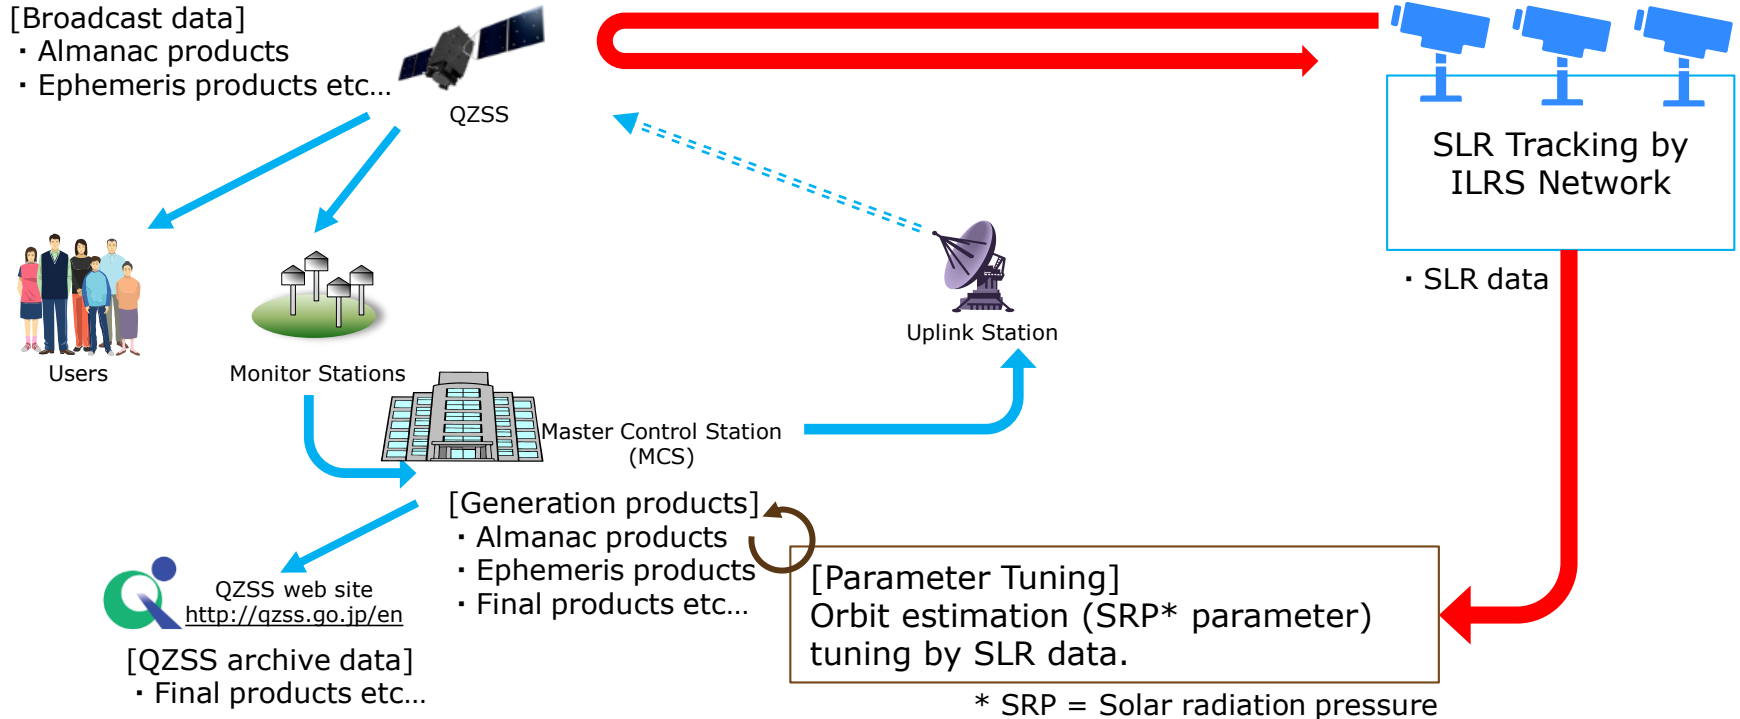 [Broadcast data]
・Almanac products
・Ephemeris products etc…
QZSS
SLR Tracking by
ILRS Network
・SLR data
Uplink Station
Users
Monitor Stations
Master Control Station
(MCS)
[Generation products]
・Almanac products
・Ephemeris products
・Final products etc…
[Parameter Tuning]
Orbit estimation (SRP* parameter)
tuning by SLR data.
* SRP = Solar radiation pressure
QZSS web site
http://qzss.go.jp/en
[QZSS archive data]
・Final products etc…